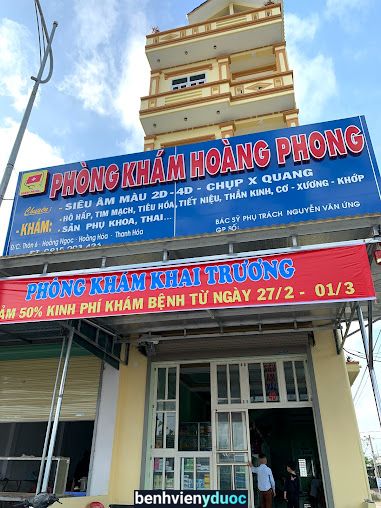 PHÒNG KHÁM HOÀNG PHONG
Chuyên:
- SIÊU ÂM MÀU 2D - 4D - CHỤP X QUANG
- KHÁM:
- HÔ HẤP, TIM MẠCH, TIÊU HÓA, TIẾT NIỆU, THẦN KINH, CƠ - XƯƠNG - KHỚP
- SẢN PHỤ KHOA, THAI...
BÁC SỸ PHỤ TRÁCH NGUYỄN VĂN ỨNG
GP SỐ:
Đ/C: Thôn 6 - Hoằng Ngọc - Hoằng Hóa - Thanh Hóa
PHÒNG KHÁM KHAI TRƯƠNG
ẢM 50% KINH PHÍ KHÁM BỆNH TỪ NGÀY 27/2 - 01/3
benhvienyduoc